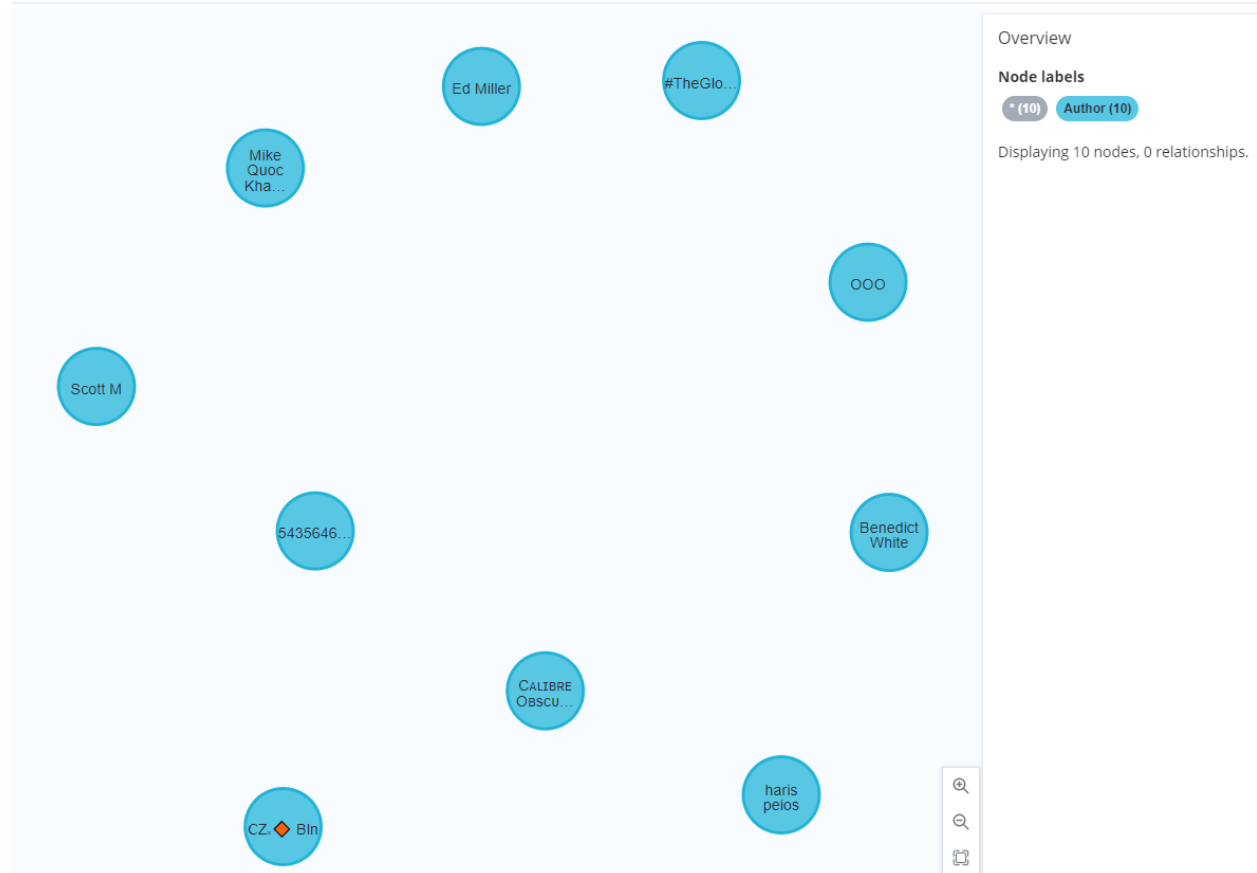 Ed Miller
#TheGlo...
Mike
Quoc
Kha...
OOO
Scott M
5435646...
Benedict
White
CALIBRE
OBSCU...
haris
peios
CZ. 🔶 Bln
Overview
Node labels
* (10) Author (10)
Displaying 10 nodes, 0 relationships.